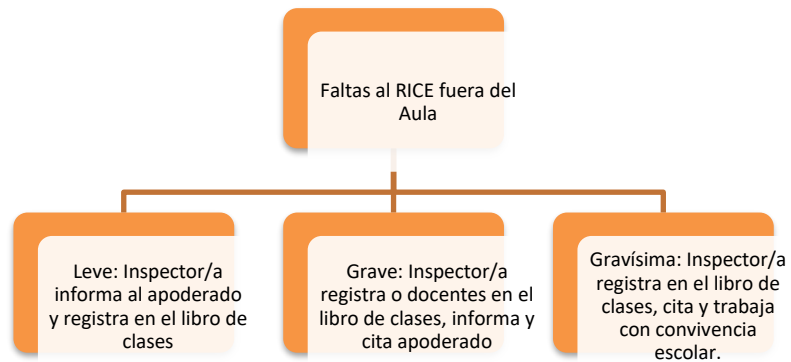 Faltas al RICE fuera del
Aula
Leve: Inspector/a
informa al apoderado
y registra en el libro de
clases
Grave: Inspector/a
registra o docentes en el
libro de clases, informa y
cita apoderado
Gravísima: Inspector/a
registra en el libro de
clases, cita y trabaja
con convivencia
escolar.